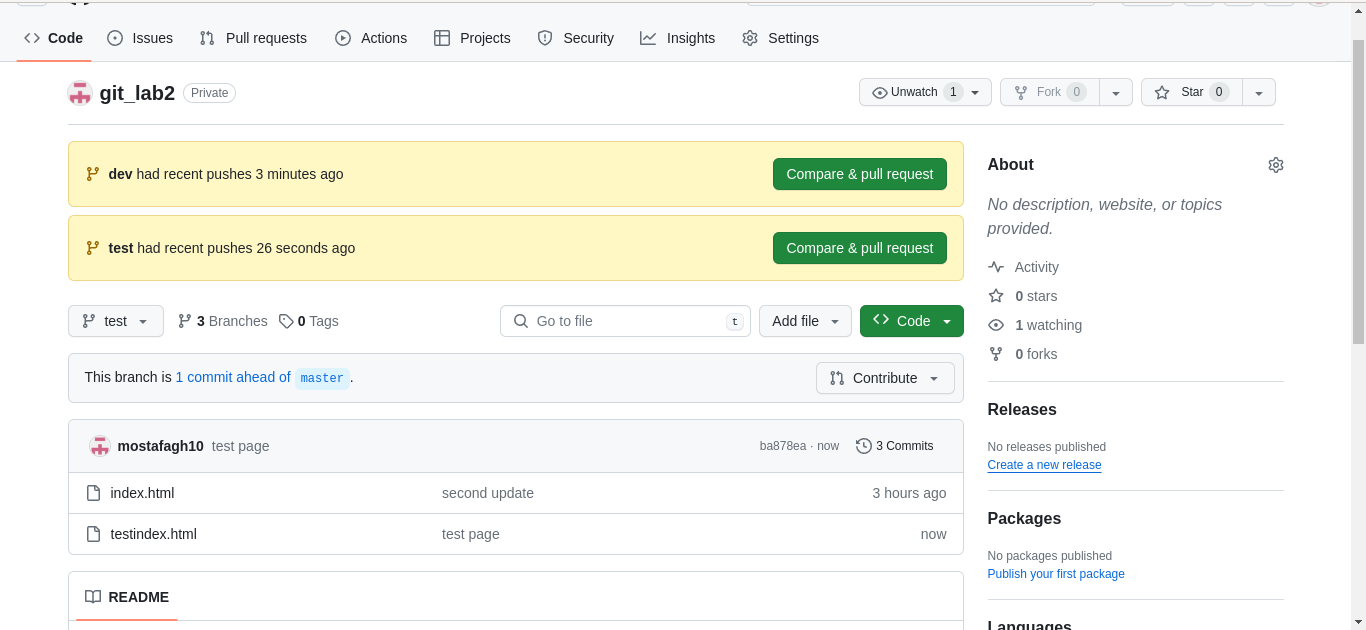 Code Issues Pull requests Actions Projects Security Insights Settings
git_lab2 Private
Unwatch 1 Fork 0 Star 0
dev had recent pushes 3 minutes ago Compare & pull request
test had recent pushes 26 seconds ago Compare & pull request
test 3 Branches 0 Tags Go to file t Add file Code
This branch is 1 commit ahead of master. Contribute
mostafagh10 test page ba878ea · now 3 Commits
index.html second update 3 hours ago
testindex.html test page now
README
About
No description, website, or topics
provided.
Activity
0 stars
1 watching
0 forks
Releases
No releases published
Create a new release
Packages
No packages published
Publish your first package
Languages